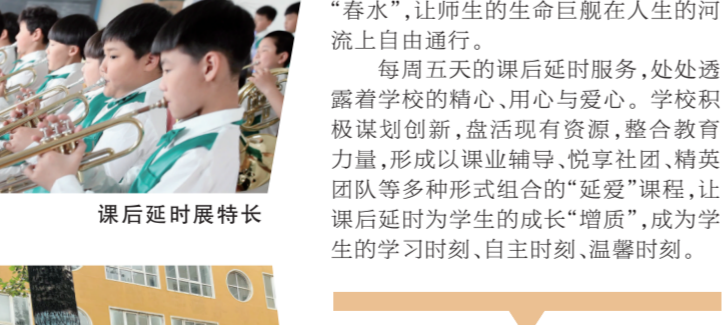 “春水”,让师生的生命巨舰在人生的河
流上自由通行。
每周五天的课后延时服务,处处透
露着学校的精心、用心与爱心。学校积
极谋划创新,盘活现有资源,整合教育
力量,形成以课业辅导、悦享社团、精英
团队等多种形式组合的“延爱”课程,让
课后延时为学生的成长“增质”,成为学
生的学习时刻、自主时刻、温馨时刻。
课后延时展特长